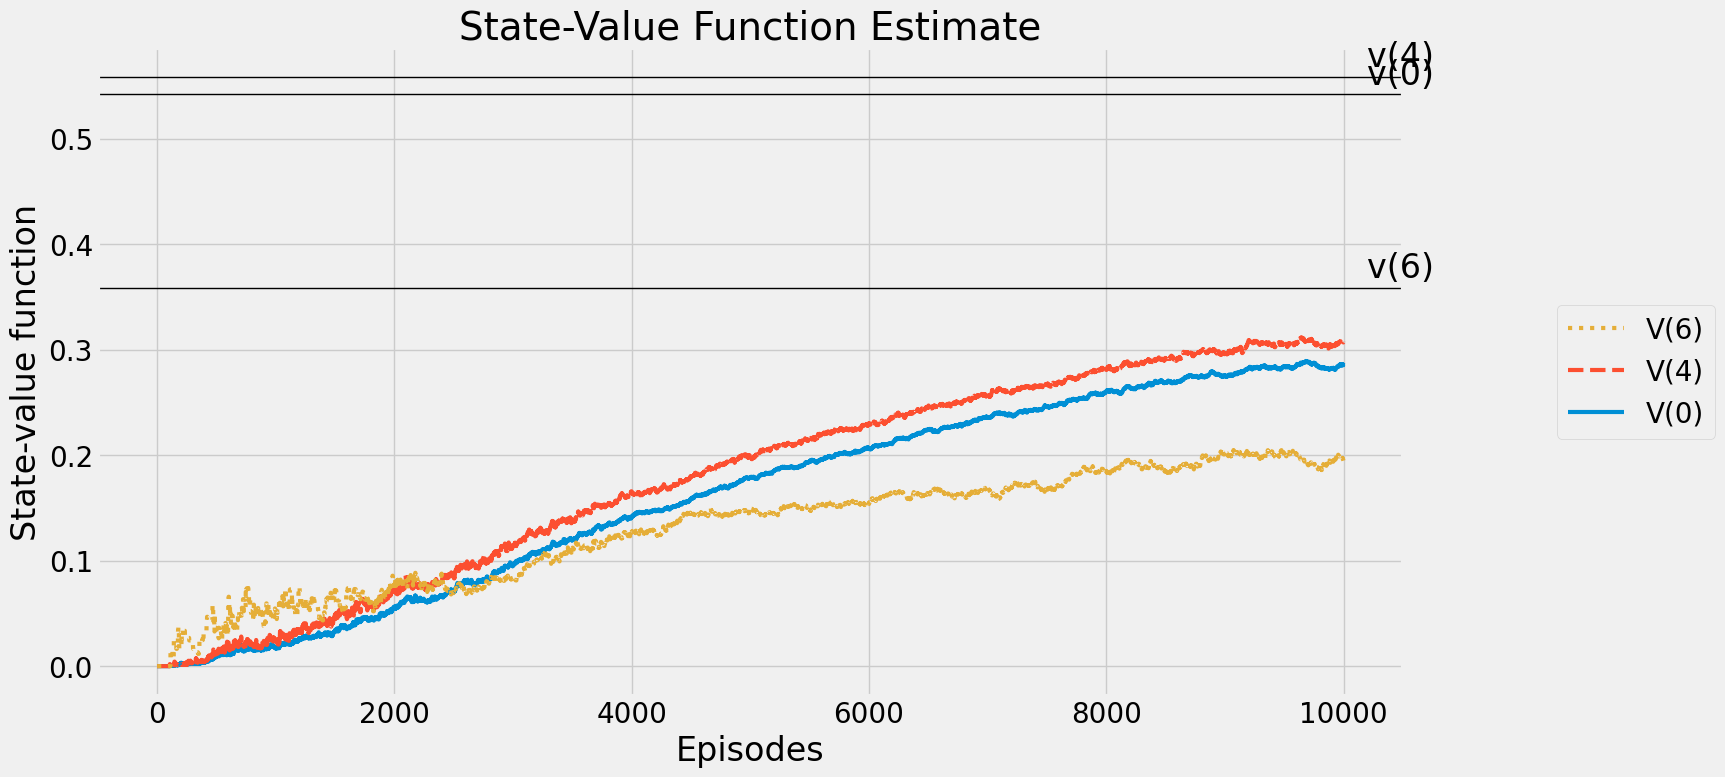 State-Value Function Estimate
v(4)
v(0)
0.5
0.4
v(6)
0.3
0.2
0.1
0.0
State-value function
V(6)
V(4)
V(0)
0 2000 4000 6000 8000 10000
Episodes